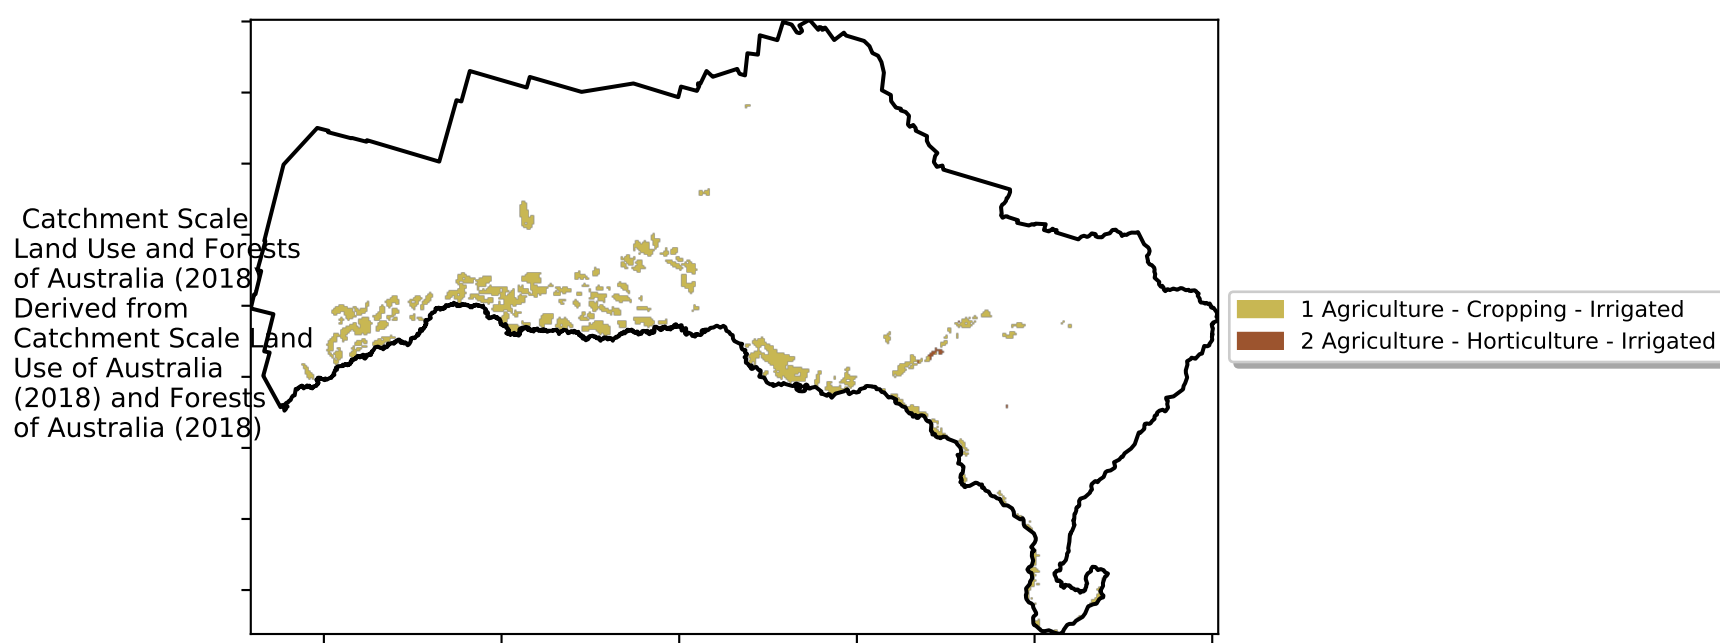 Catchment Scale
Land Use and Forests
of Australia (2018)
Derived from
Catchment Scale Land
Use of Australia
(2018) and Forests
of Australia (2018)
1 Agriculture - Cropping - Irrigated
2 Agriculture - Horticulture - Irrigated